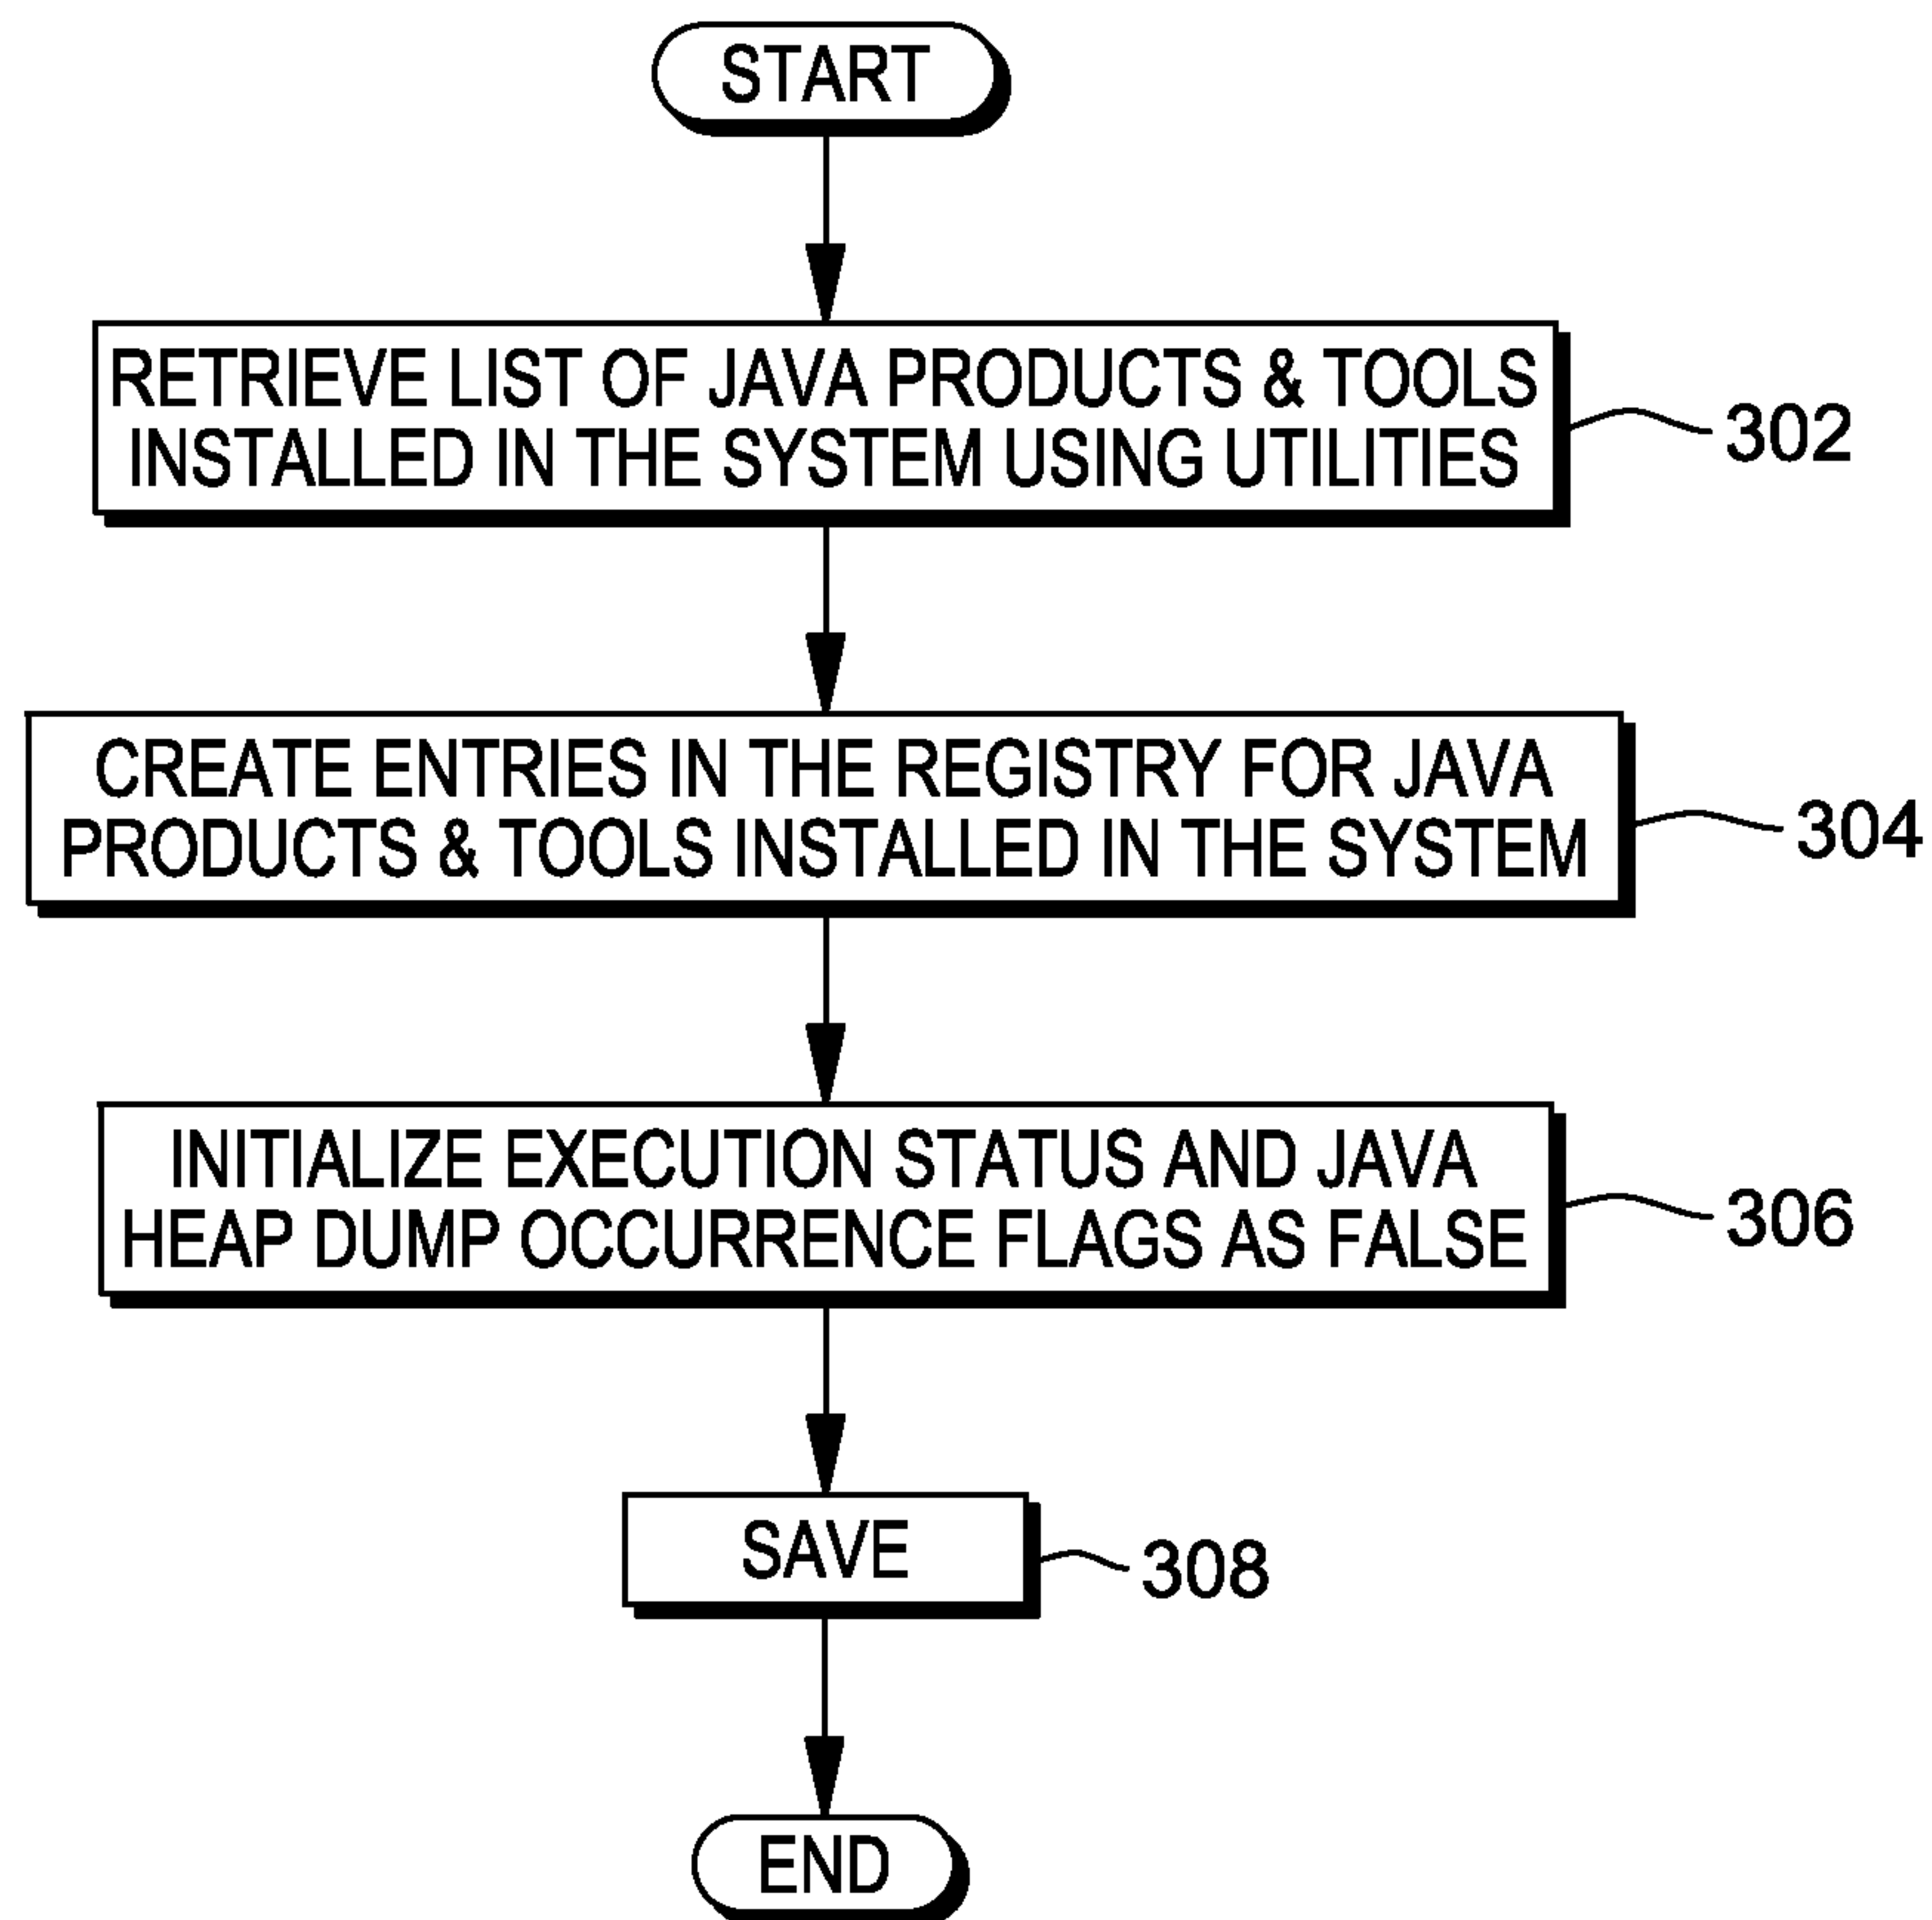 START
RETRIEVE LIST OF JAVA PRODUCTS & TOOLS
INSTALLED IN THE SYSTEM USING UTILITIES
302
CREATE ENTRIES IN THE REGISTRY FOR JAVA
PRODUCTS & TOOLS INSTALLED IN THE SYSTEM
304
INITIALIZE EXECUTION STATUS AND JAVA
HEAP DUMP OCCURRENCE FLAGS AS FALSE
306
SAVE
308
END